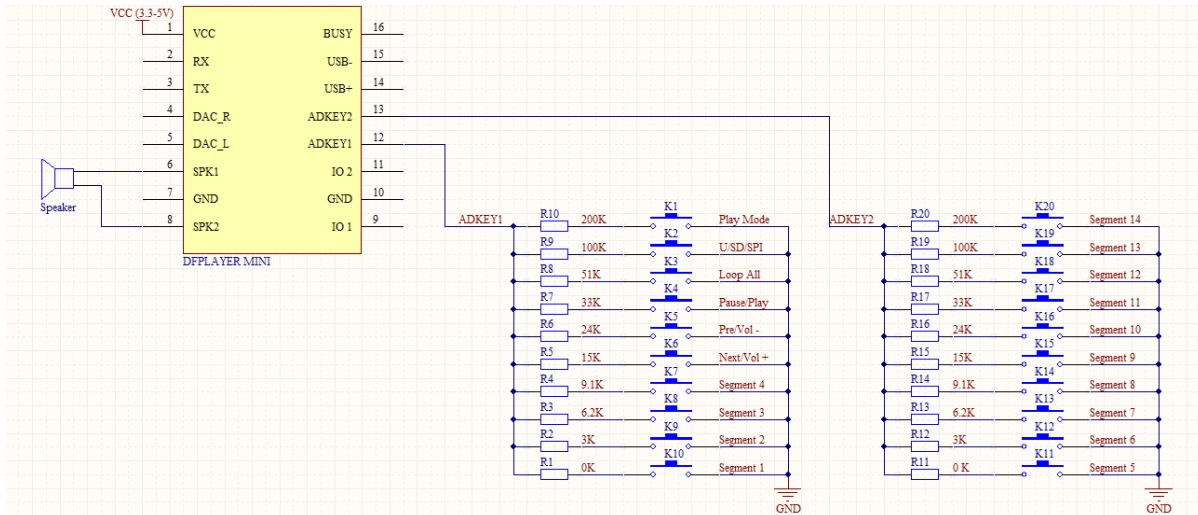 VCC (3.3-5V)
1 VCC BUSY 16
2 RX USB- 15
3 TX USB+ 14
4 DAC_R ADKEY2 13
5 DAC_L ADKEY1 12
6 SPK1 IO 2 11
7 GND GND 10
8 SPK2 IO 1 9
Speaker
DFPLAYER MINI
ADKEY1
R10 200K K1 Play Mode
R9 100K K2 U/SD/SPI
R8 51K K3 Loop All
R7 33K K4 Pause/Play
R6 24K K5 Pre/Vol -
R5 15K K6 Next/Vol +
R4 9.1K K7 Segment 4
R3 6.2K K8 Segment 3
R2 3K K9 Segment 2
R1 0K K10 Segment 1
GND
ADKEY2
R20 200K K20 Segment 14
R19 100K K19 Segment 13
R18 51K K18 Segment 12
R17 33K K17 Segment 11
R16 24K K16 Segment 10
R15 15K K15 Segment 9
R14 9.1K K14 Segment 8
R13 6.2K K13 Segment 7
R12 3K K12 Segment 6
R11 0 K K11 Segment 5
GND